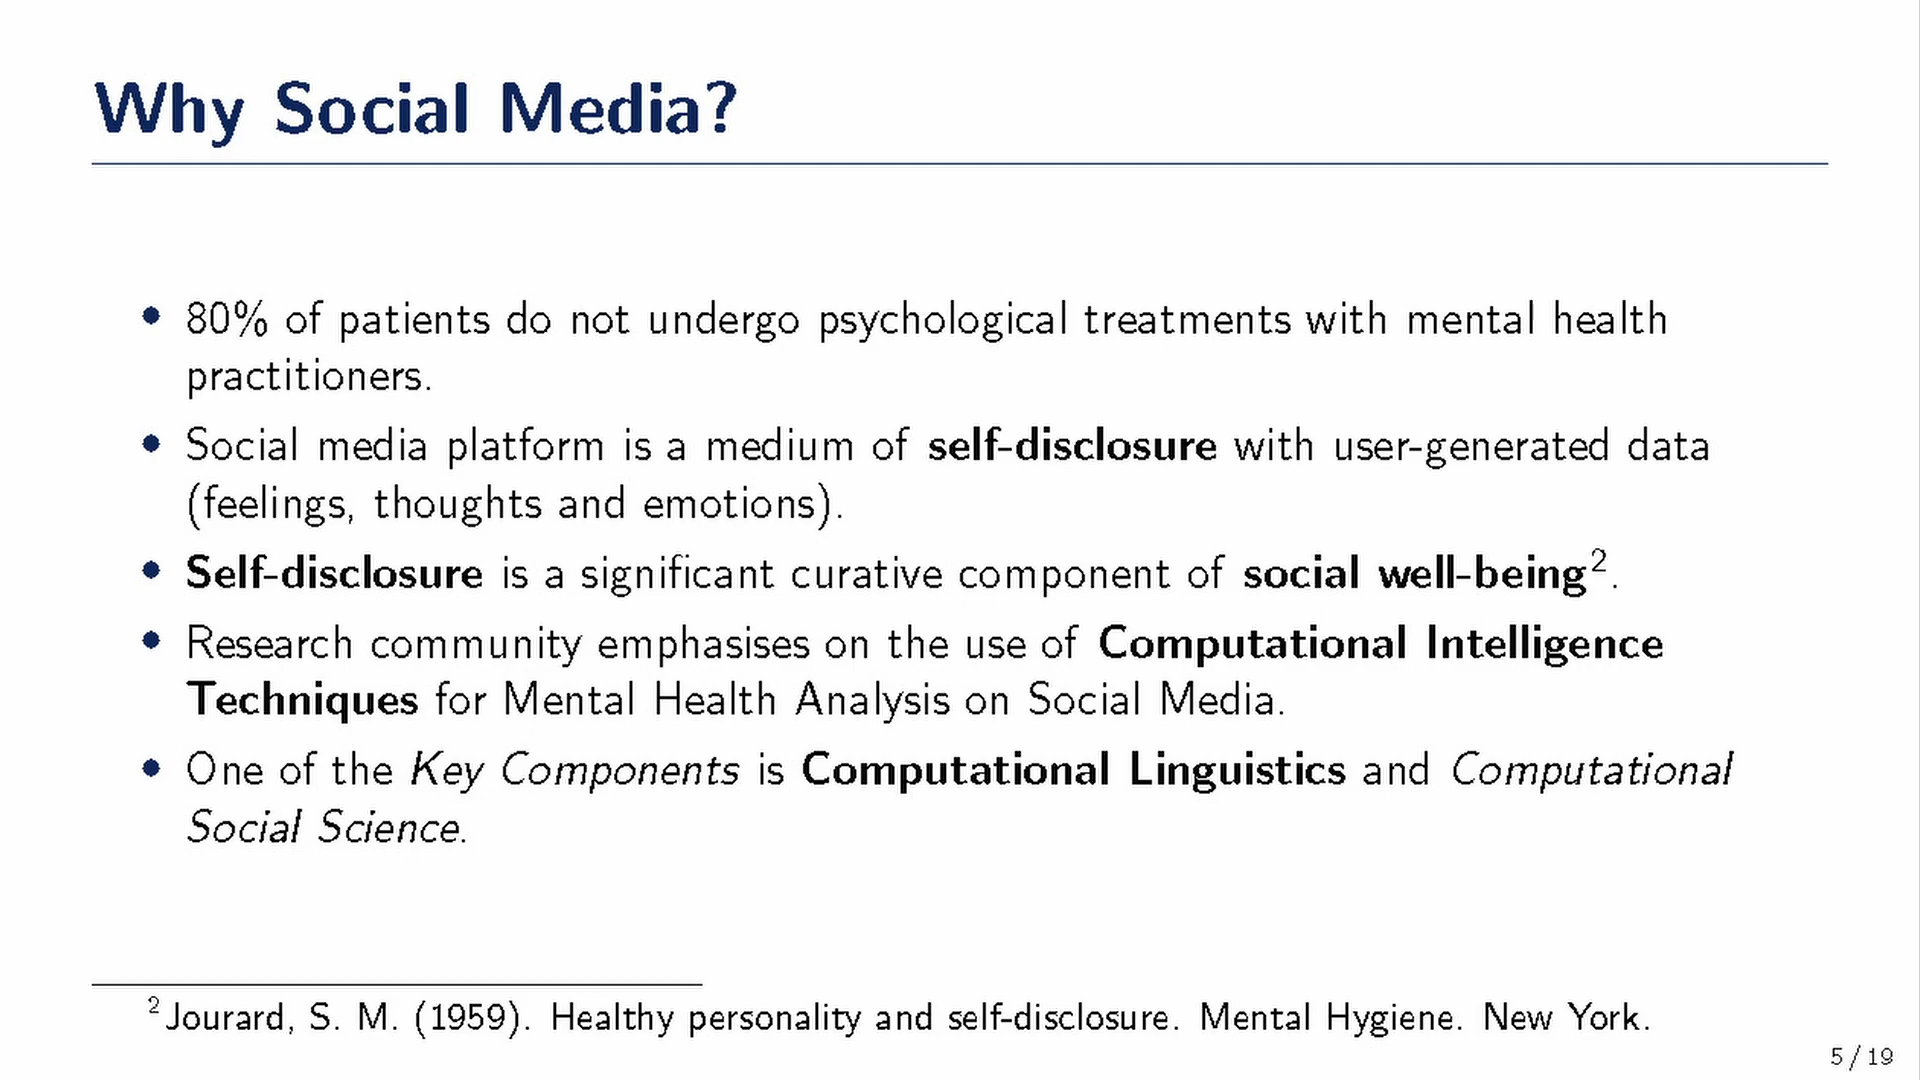 Why Social Media?
• 80% of patients do not undergo psychological treatments with mental health
practitioners.
• Social media platform is a medium of self-disclosure with user-generated data
(feelings, thoughts and emotions).
• Self-disclosure is a significant curative component of social well-being².
• Research community emphasises on the use of Computational Intelligence
Techniques for Mental Health Analysis on Social Media.
• One of the Key Components is Computational Linguistics and Computational
Social Science.
² Jourard, S. M. (1959). Healthy personality and self-disclosure. Mental Hygiene. New York.
5 / 19